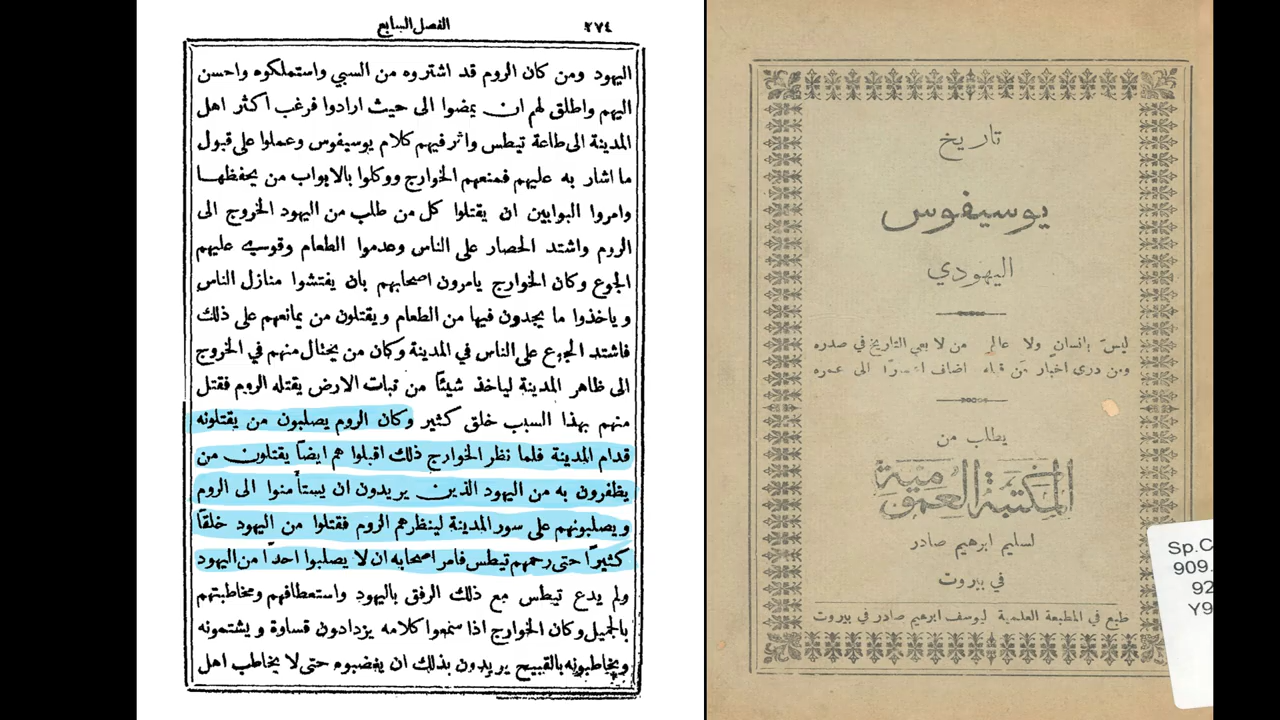 الفصل السابع ٢٧٤
اليهود ومن كان الروم قد اشتروه من السبي واستملكوه واحسن
اليهم واطلق لهم ان يمضوا الى حيث ارادوا فرغب اكثر اهل
المدينة الى طاعة تيطس واثر فيهم كلام يوسيفوس وعملوا على قبول
ما اشار به عليهم فمنعهم الخوارج ووكلوا بالابواب من يحفظها
وامروا البوابين ان يقتلوا كل من طلب من اليهود الخروج الى
الروم واشتد الحصار على الناس وعدموا الطعام وقوي عليهم
الجوع وكان الخوارج يامرون اصحابهم بان يفتشوا منازل الناس
وياخذوا ما يجدون فيها من الطعام ويقتلون من يمانعهم على ذلك
فاشتد الجوع على الناس في المدينة وكان من يحتال منهم في الخروج
الى ظاهر المدينة لياخذ شيئًا من نبات الارض يقتله الروم فقتل
منهم بهذا السبب خلق كثير وكان الروم يصلبون من يقتلونه
قدام المدينة فلما نظر الخوارج ذلك اقبلوا هم ايضاً يقتلون من
يظفرون به من اليهود الذين يريدون ان يستأمنوا الى الروم
ويصلبونهم على سور المدينة لينظرهم الروم فقتلوا من اليهود خلقًا
كثيرًا حتى رحمهم تيطس فامر اصحابه ان لا يصلبوا احدًا من اليهود
ولم يدع تيطس مع ذلك الرفق باليهود واستعطافهم ومخاطبتهم
بالجميل وكان الخوارج اذا سمعوا كلامه يزدادون قساوة ويشتمونه
ويخاطبونه بالقبيح يريدون بذلك ان يغضبوه حتى لا يخاطب اهل
تاريخ
يوسيفوس
اليهودي
ليس بإنسان ولا عالم من لا يعي التاريخ في صدره
ومن درى اخبار من قبله اضاف اعمارًا الى عمره
يطلب من
المكتبة العمومية
لسليم ابرهيم صادر
في بيروت
طبع في المطبعة العلمية ليوسف ابرهيم صادر في بيروت
Sp.C
909.
92
Y9